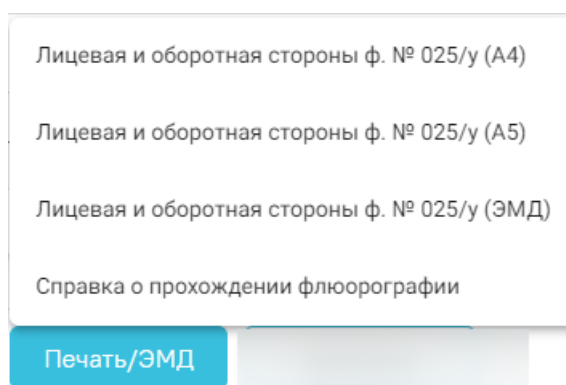 Лицевая и оборотная стороны ф. № 025/у (А4)
Лицевая и оборотная стороны ф. № 025/у (А5)
Лицевая и оборотная стороны ф. № 025/у (ЭМД)
Справка о прохождении флюорографии
Печать/ЭМД